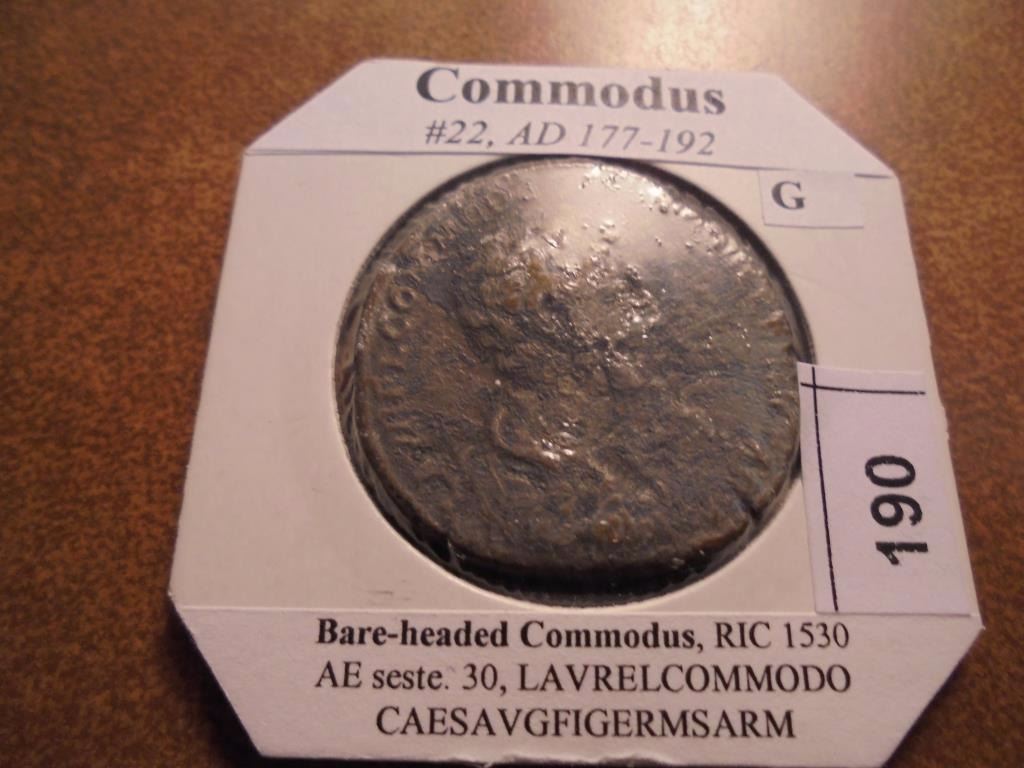 Commodus
#22, AD 177-192
G
190
Bare-headed Commodus, RIC 1530
AE seste. 30, LAVRELCOMMODO
CAESAVGFIGERMSARM